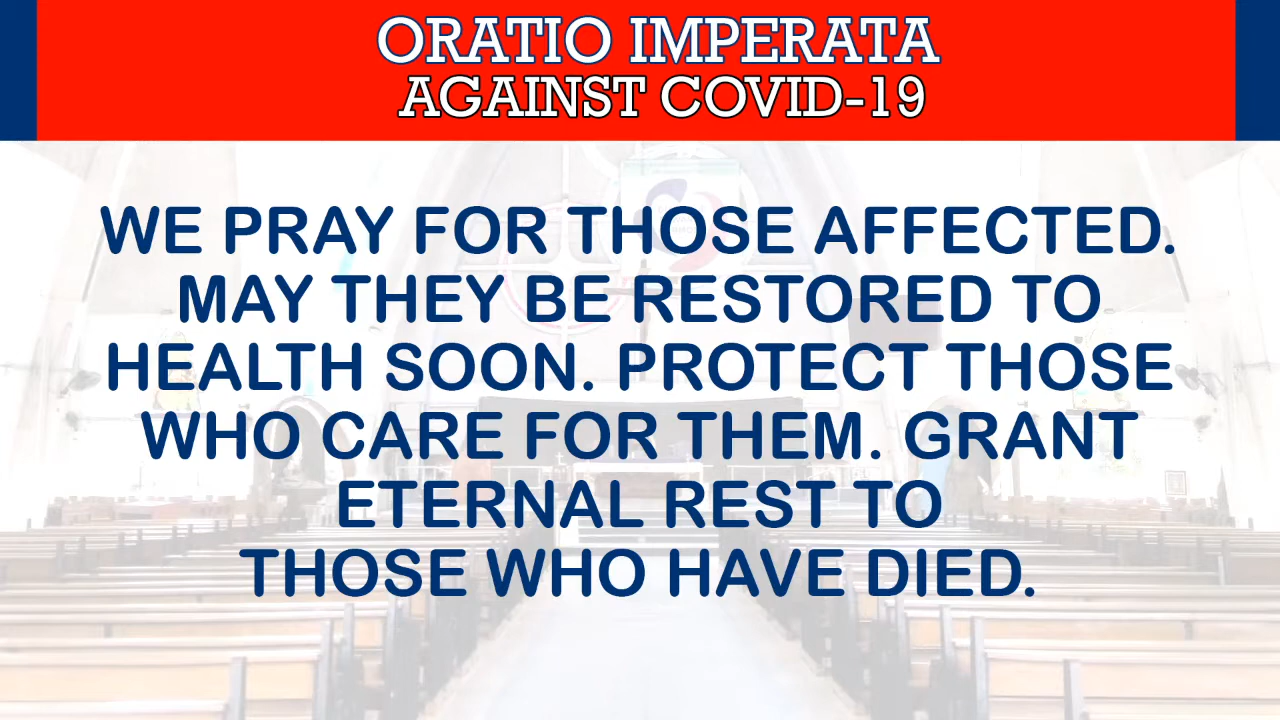 ORATIO IMPERATA
AGAINST COVID-19
WE PRAY FOR THOSE AFFECTED.
MAY THEY BE RESTORED TO
HEALTH SOON. PROTECT THOSE
WHO CARE FOR THEM. GRANT
ETERNAL REST TO
THOSE WHO HAVE DIED.